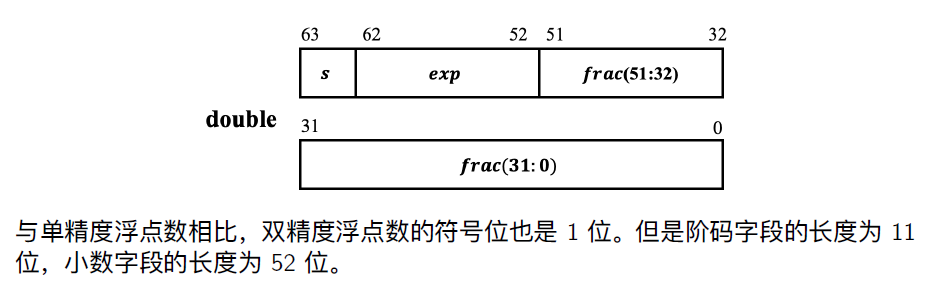 63 62 52 51 32
s exp frac(51:32)
double
31 0
frac(31:0)
与单精度浮点数相比，双精度浮点数的符号位也是 1 位。但是阶码字段的长度为 11
位，小数字段的长度为 52 位。